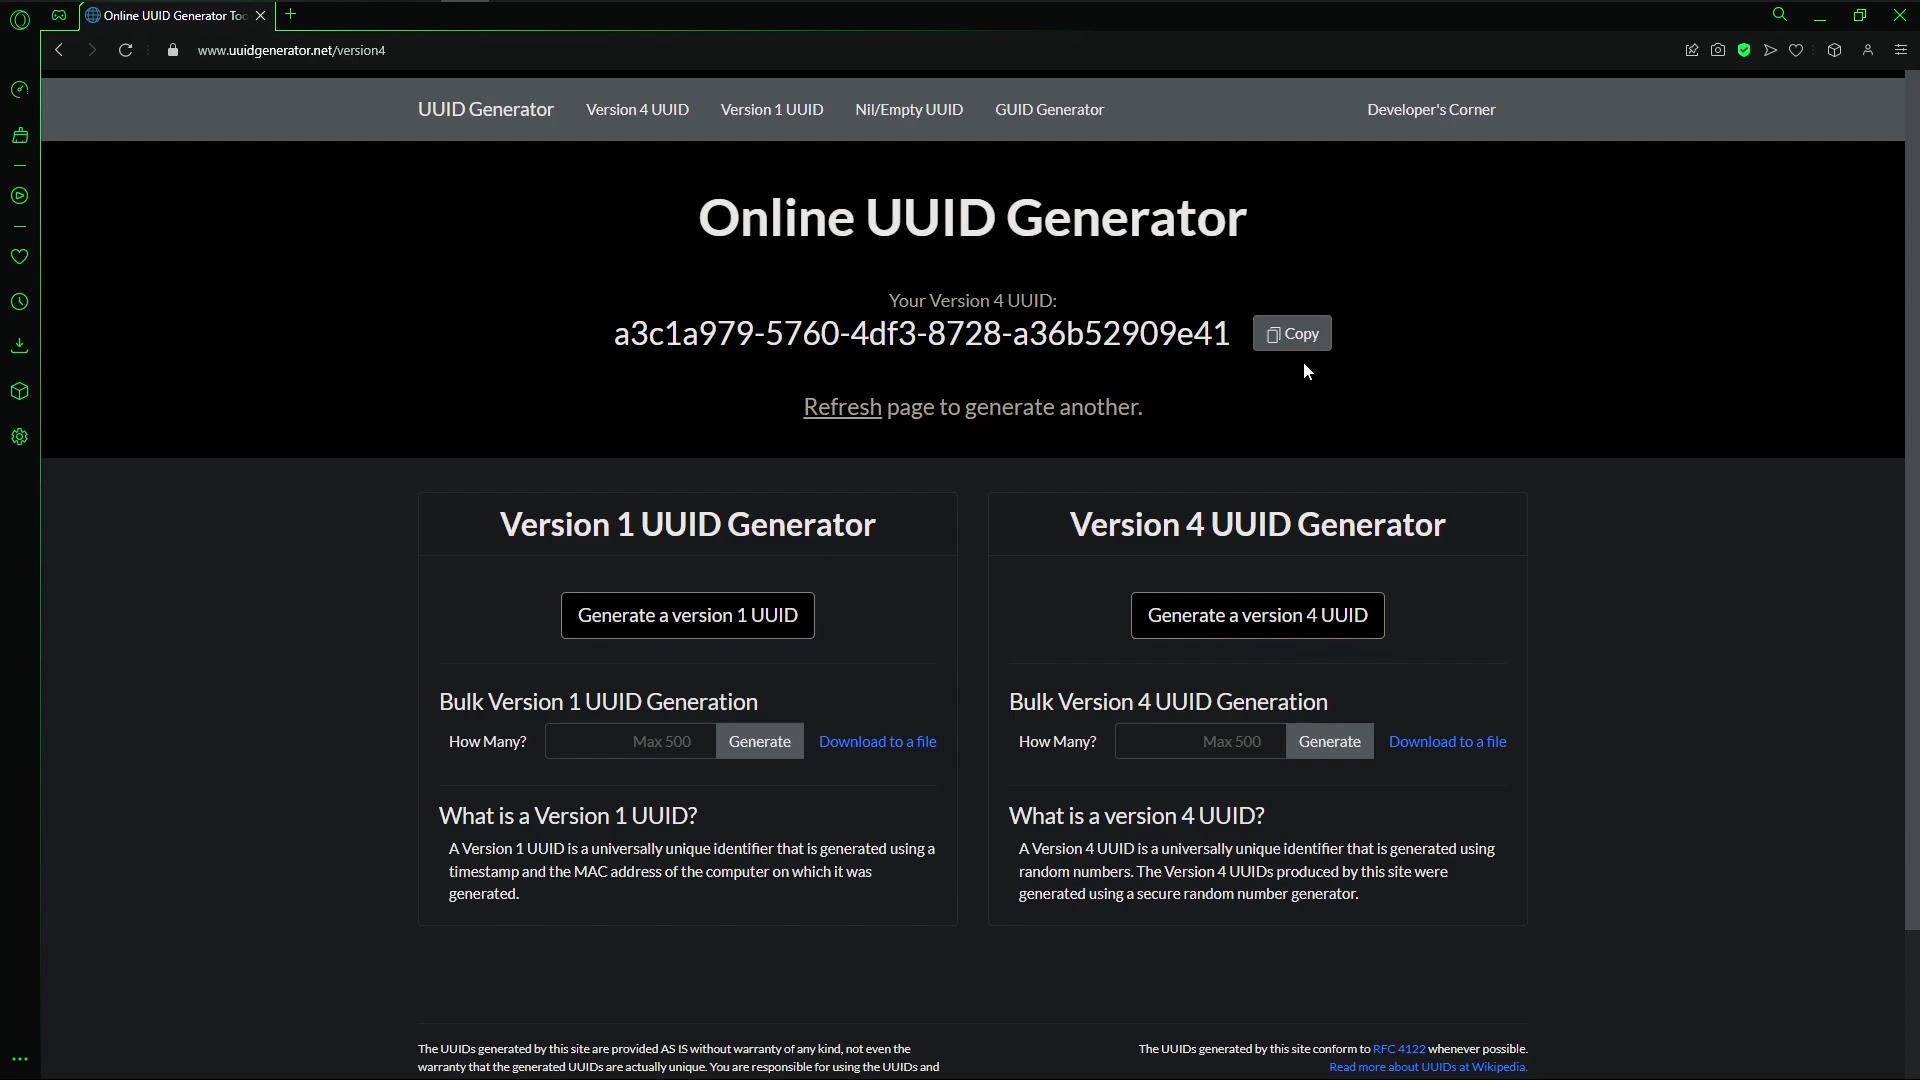 Online UUID Generator Too
www.uuidgenerator.net/version4
UUID Generator
Version 4 UUID
Version 1 UUID
Nil/Empty UUID
GUID Generator
Developer's Corner
Online UUID Generator
Your Version 4 UUID:
a3c1a979-5760-4df3-8728-a36b52909e41
Copy
Refresh page to generate another.
Version 1 UUID Generator
Generate a version 1 UUID
Bulk Version 1 UUID Generation
How Many?
Max 500
Generate
Download to a file
What is a Version 1 UUID?
A Version 1 UUID is a universally unique identifier that is generated using a
timestamp and the MAC address of the computer on which it was
generated.
Version 4 UUID Generator
Generate a version 4 UUID
Bulk Version 4 UUID Generation
How Many?
Max 500
Generate
Download to a file
What is a version 4 UUID?
A Version 4 UUID is a universally unique identifier that is generated using
random numbers. The Version 4 UUIDs produced by this site were
generated using a secure random number generator.
The UUIDs generated by this site are provided AS IS without warranty of any kind, not even the
warranty that the generated UUIDs are actually unique. You are responsible for using the UUIDs and
The UUIDs generated by this site conform to RFC 4122 whenever possible.
Read more about UUIDs at Wikipedia.